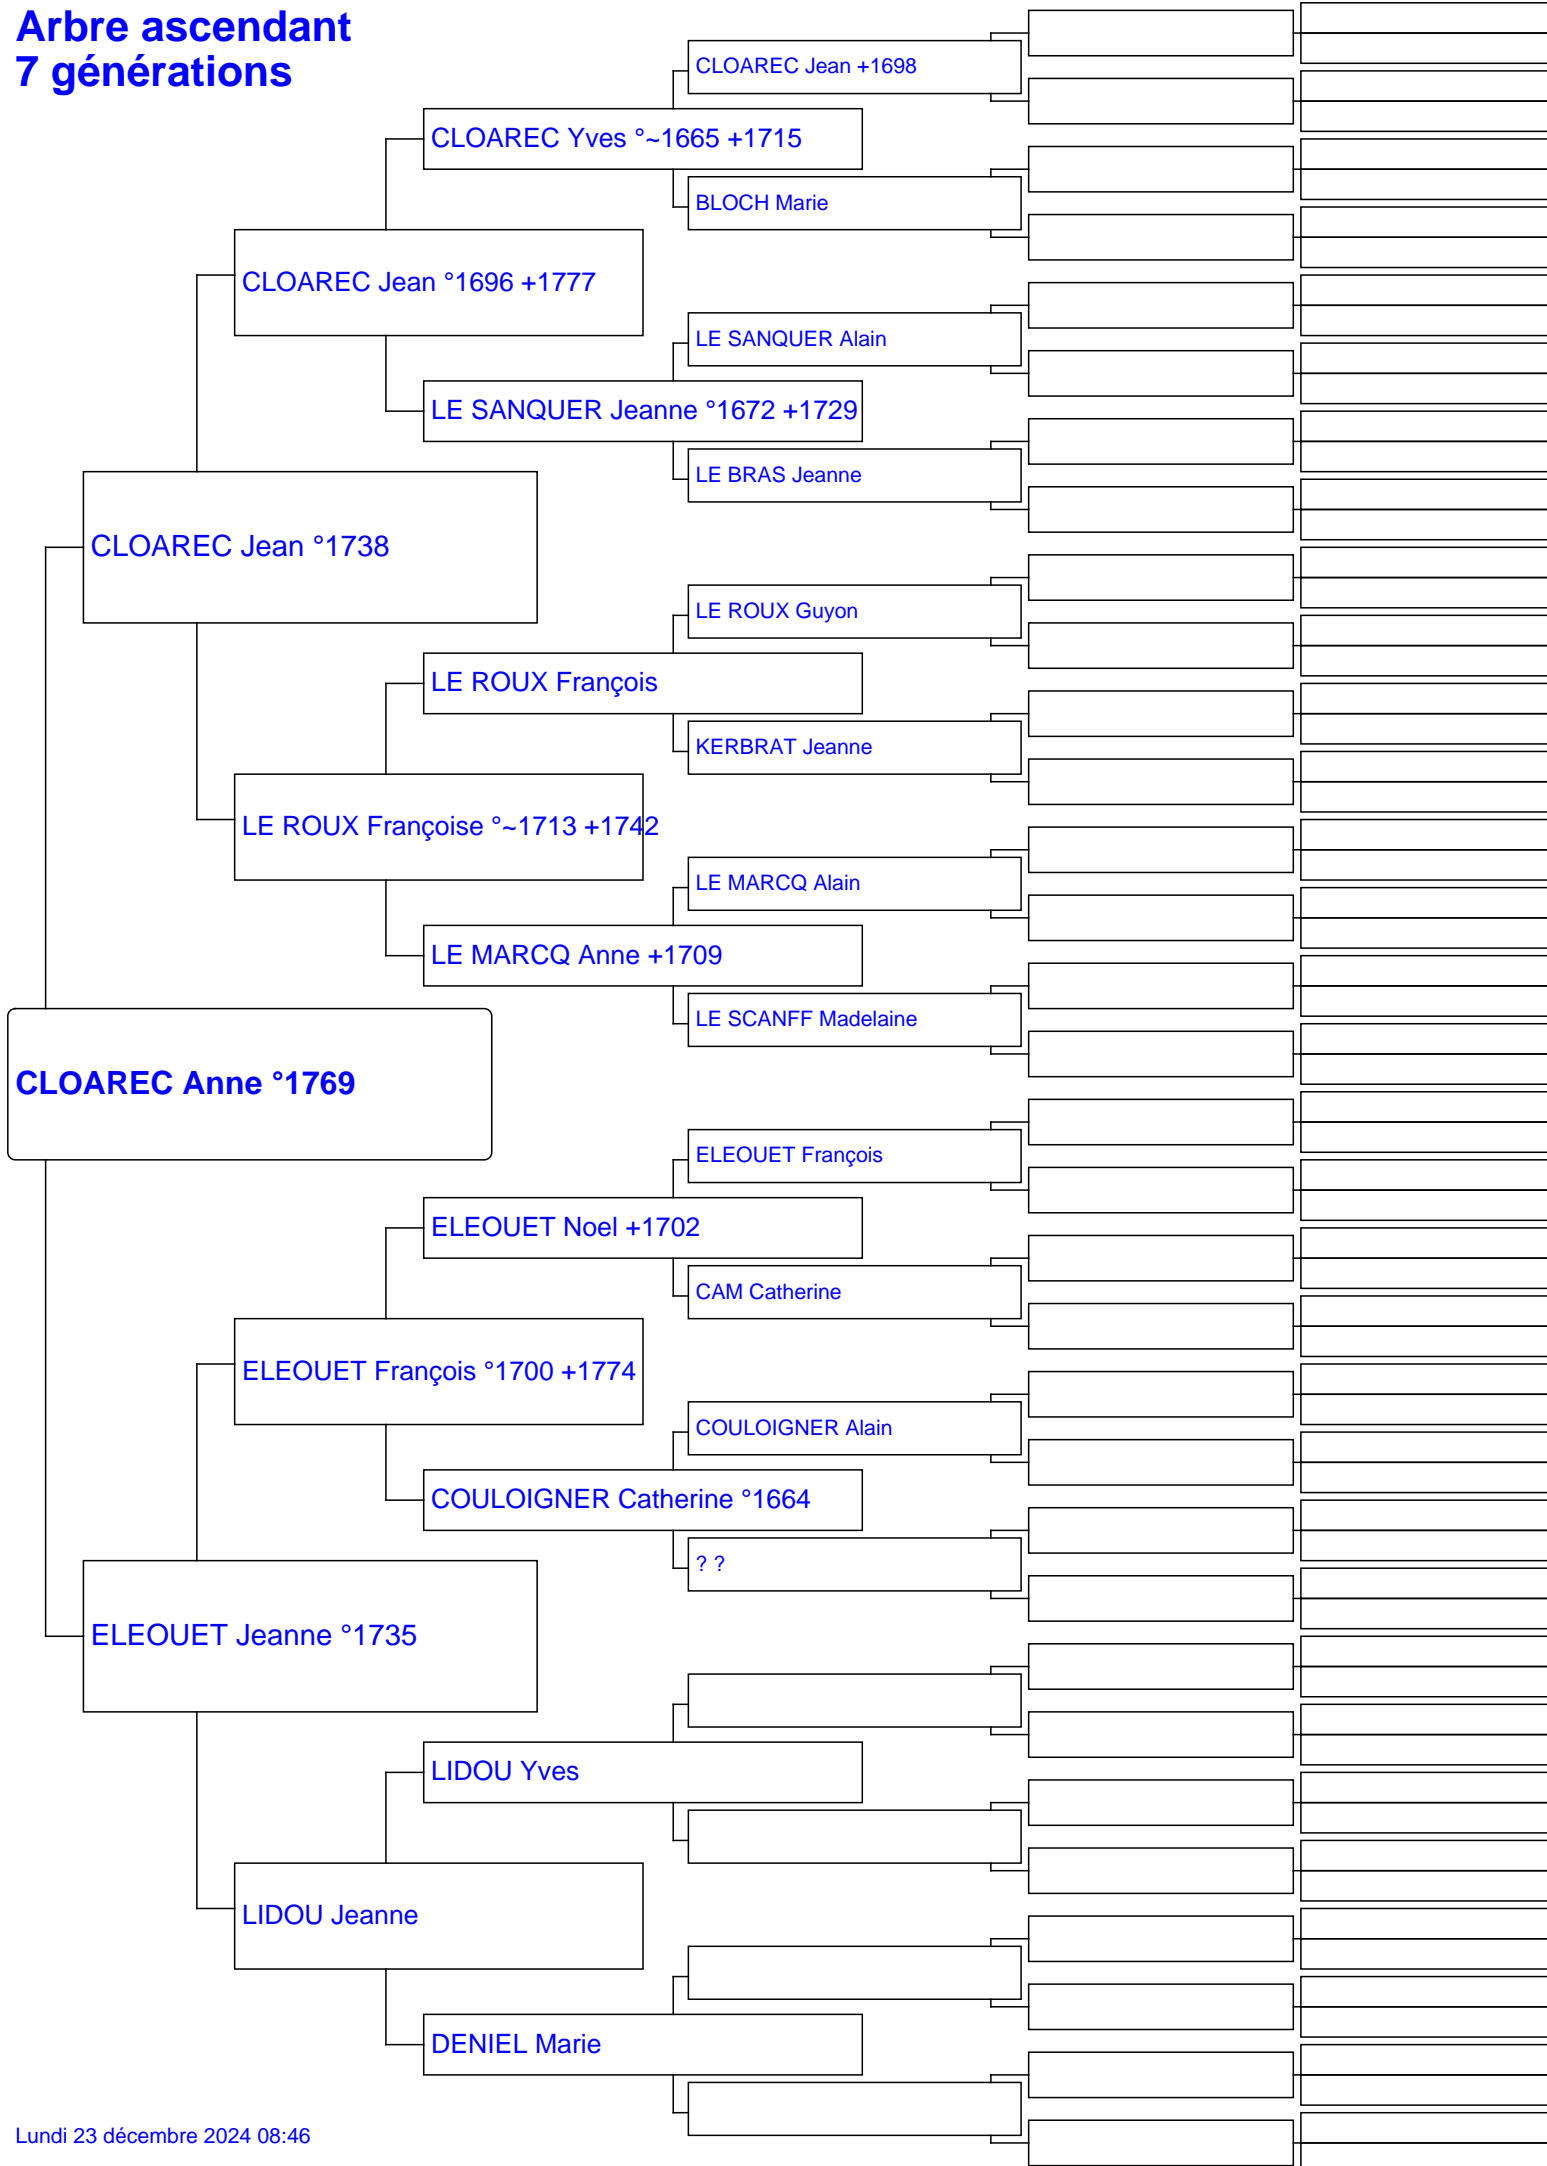 Arbre ascendant
7 générations
CLOAREC Jean +1698
CLOAREC Yves °~1665 +1715
BLOCH Marie
CLOAREC Jean °1696 +1777
LE SANQUER Alain
LE SANQUER Jeanne °1672 +1729
LE BRAS Jeanne
CLOAREC Jean °1738
LE ROUX Guyon
LE ROUX François
KERBRAT Jeanne
LE ROUX Françoise °~1713 +1742
LE MARCQ Alain
LE MARCQ Anne +1709
LE SCANFF Madelaine
CLOAREC Anne °1769
ELEOUET François
ELEOUET Noel +1702
CAM Catherine
ELEOUET François °1700 +1774
COULOIGNER Alain
COULOIGNER Catherine °1664
? ?
ELEOUET Jeanne °1735
LIDOU Yves
LIDOU Jeanne
DENIEL Marie
Lundi 23 décembre 2024 08:46